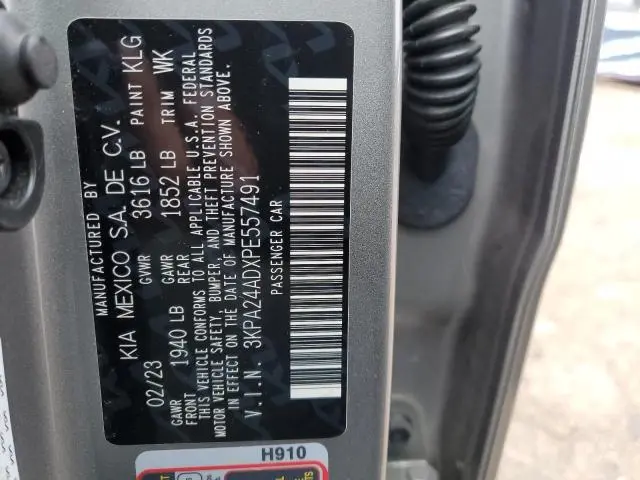 MANUFACTURED BY
KIA MEXICO S.A. DE C.V.
02/23 GVWR 3616 LB PAINT KLG
GAWR FRONT 1940 LB GAWR REAR 1852 LB TRIM WK
THIS VEHICLE CONFORMS TO ALL APPLICABLE U.S.A. FEDERAL
MOTOR VEHICLE SAFETY, BUMPER, AND THEFT PREVENTION STANDARDS
IN EFFECT ON THE DATE OF MANUFACTURE SHOWN ABOVE.
V.I.N. 3KPA24ADXPE557491
PASSENGER CAR
H910